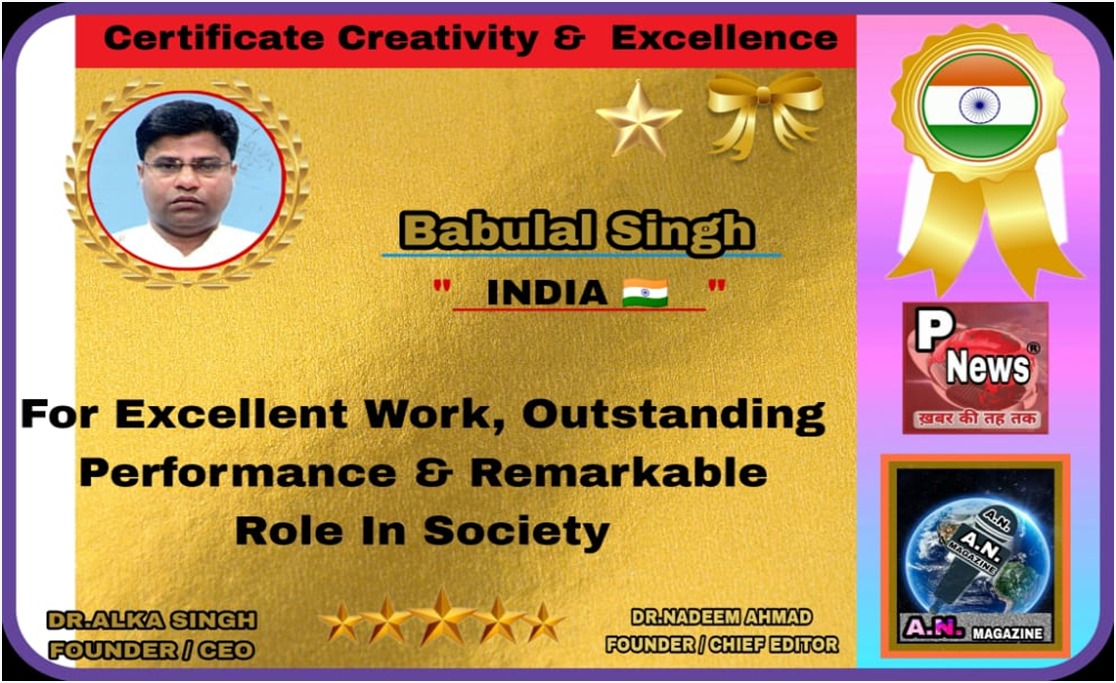 Certificate Creativity & Excellence
Babulal Singh
" INDIA "
For Excellent Work, Outstanding
Performance & Remarkable
Role In Society
DR.ALKA SINGH
FOUNDER / CEO
DR.NADEEM AHMAD
FOUNDER / CHIEF EDITOR
P
News®
ख़बर की तह तक
A.N.
A.N.
MAGAZINE
A.N. MAGAZINE